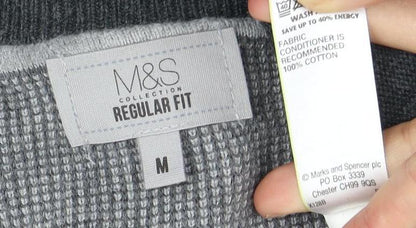 M&S
COLLECTION
REGULAR FIT
M
40
SAVE UP TO 40% ENERGY
FABRIC
CONDITIONER IS
RECOMMENDED
100% COTTON
© Marks and Spencer plc
PO Box 3339
Chester CH99 9QS